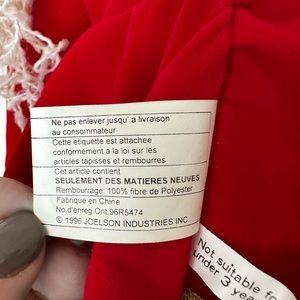 Ne pas enlever jusqu' a livraison
au consommateur
Cette etiquette est attachee
conformement a la loi sur les
articles tapisses et rembourres
Cet article contient
SEULEMENT DES MATIERES NEUVES
Rembourrage: 100% fibre de Polyester
Fabrique en Chine
No,d'enreg.Ont.96R5474
© 1996 JOELSON INDUSTRIES INC
Not suitable fo
under 3 yea